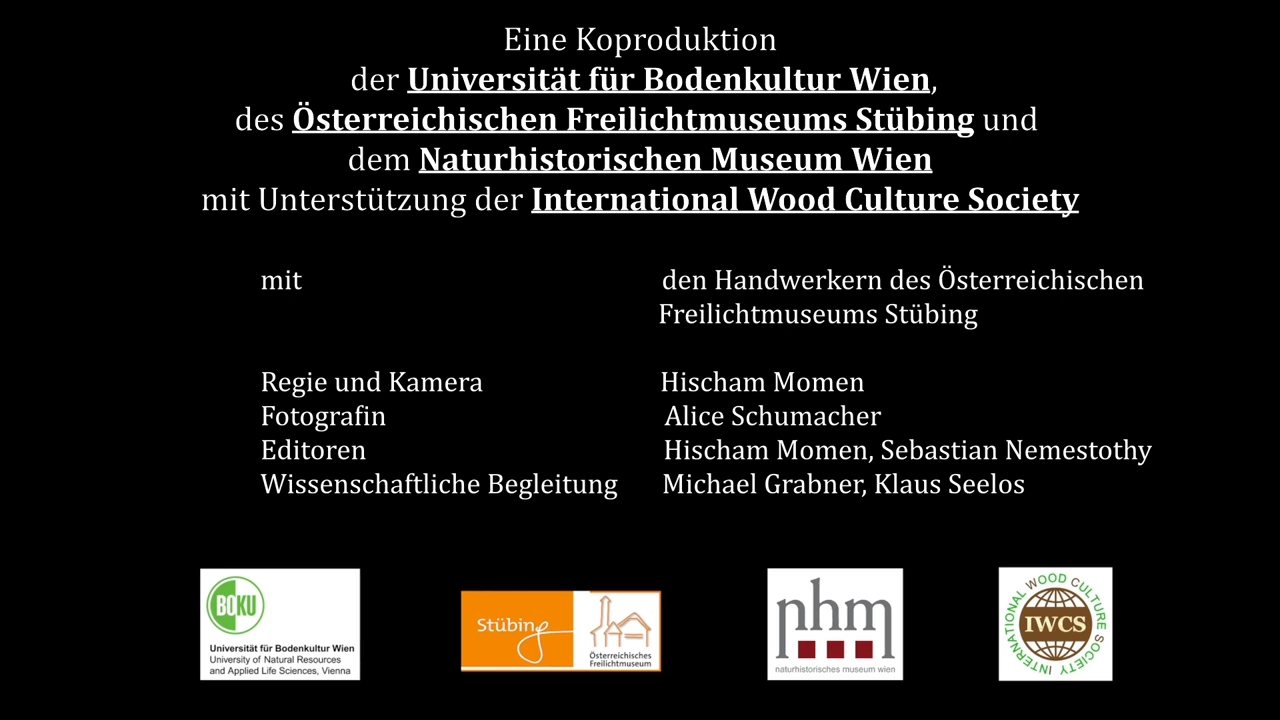 Eine Koproduktion
der Universität für Bodenkultur Wien,
des Österreichischen Freilichtmuseums Stübing und
dem Naturhistorischen Museum Wien
mit Unterstützung der International Wood Culture Society
mit den Handwerkern des Österreichischen
Freilichtmuseums Stübing
Regie und Kamera Hischam Momen
Fotografin Alice Schumacher
Editoren Hischam Momen, Sebastian Nemestothy
Wissenschaftliche Begleitung Michael Grabner, Klaus Seelos
BOKU
Universität für Bodenkultur Wien
University of Natural Resources
and Applied Life Sciences, Vienna
Stübing
Österreichisches
Freilichtmuseum
nhm
naturhistorisches museum wien
INTERNATIONAL WOOD CULTURE SOCIETY
IWCS